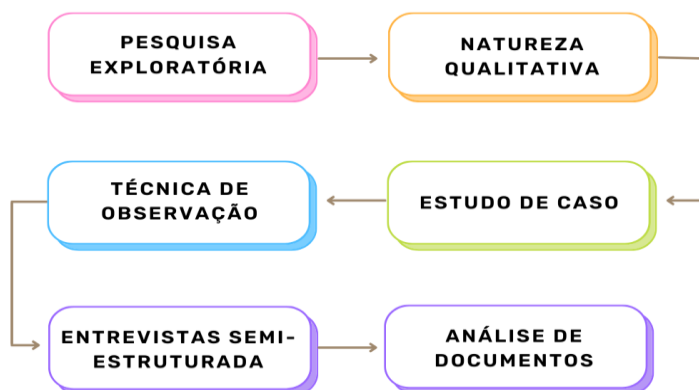 PESQUISA
EXPLORATÓRIA
NATUREZA
QUALITATIVA
ESTUDO DE CASO
TÉCNICA DE
OBSERVAÇÃO
ENTREVISTAS SEMI-
ESTRUTURADA
ANÁLISE DE
DOCUMENTOS